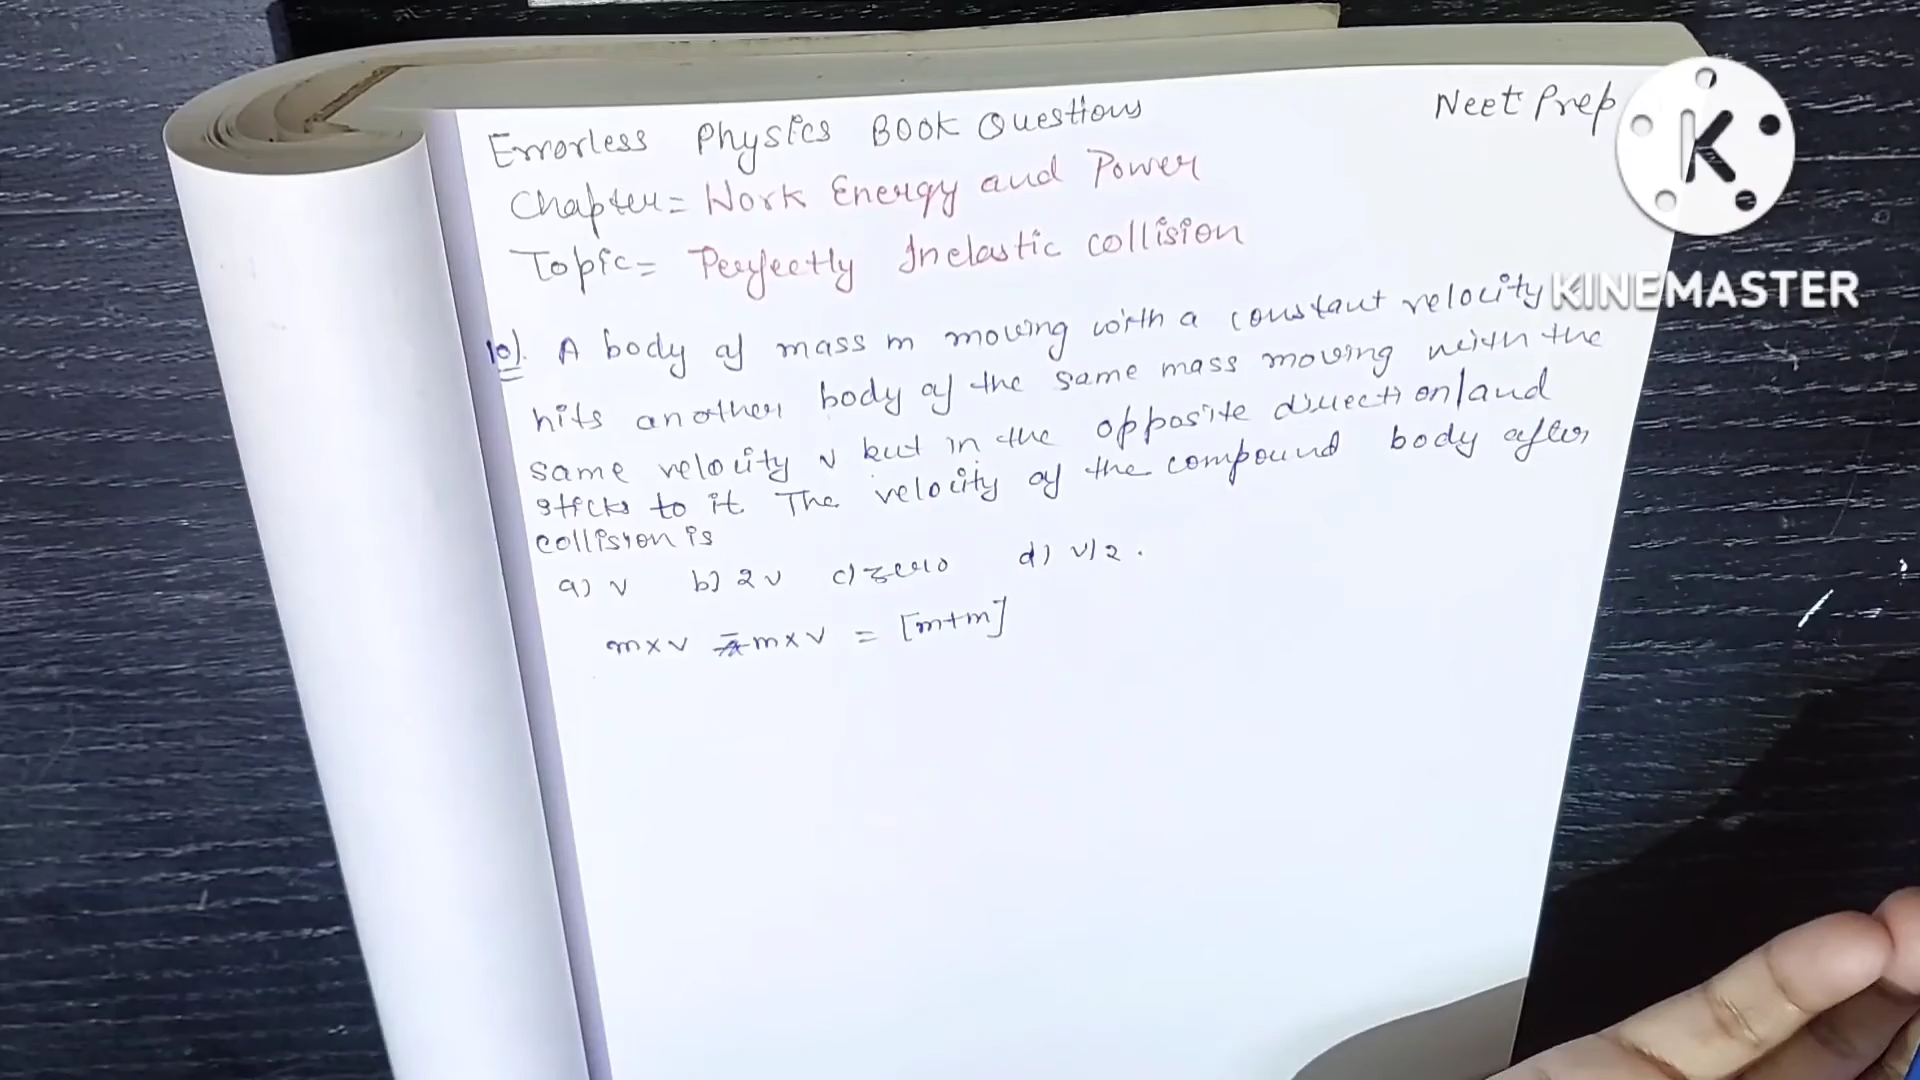 Errorless Physics Book Questions
Neet Prep
Chapter = Work Energy and Power
Topic = Perfectly Inelastic collision
10). A body of mass m moving with a constant velocity
hits another body of the same mass moving with the
same velocity v but in the opposite direction/and
sticks to it. The velocity of the compound body after
collision is
a) v b) 2v c) zero d) v/2.
m×v - m×v = [m+m]
K
KINEMASTER